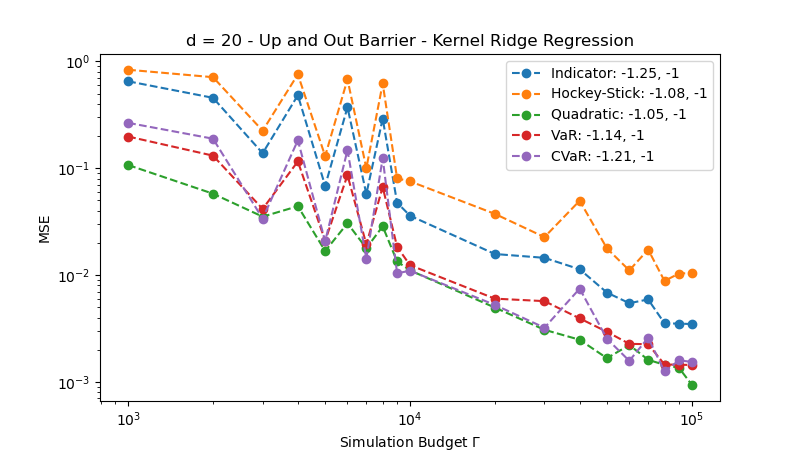 d = 20 - Up and Out Barrier - Kernel Ridge Regression
10⁰
10⁻¹
10⁻²
10⁻³
MSE
Indicator: -1.25, -1
Hockey-Stick: -1.08, -1
Quadratic: -1.05, -1
VaR: -1.14, -1
CVaR: -1.21, -1
10³
10⁴
10⁵
Simulation Budget Γ